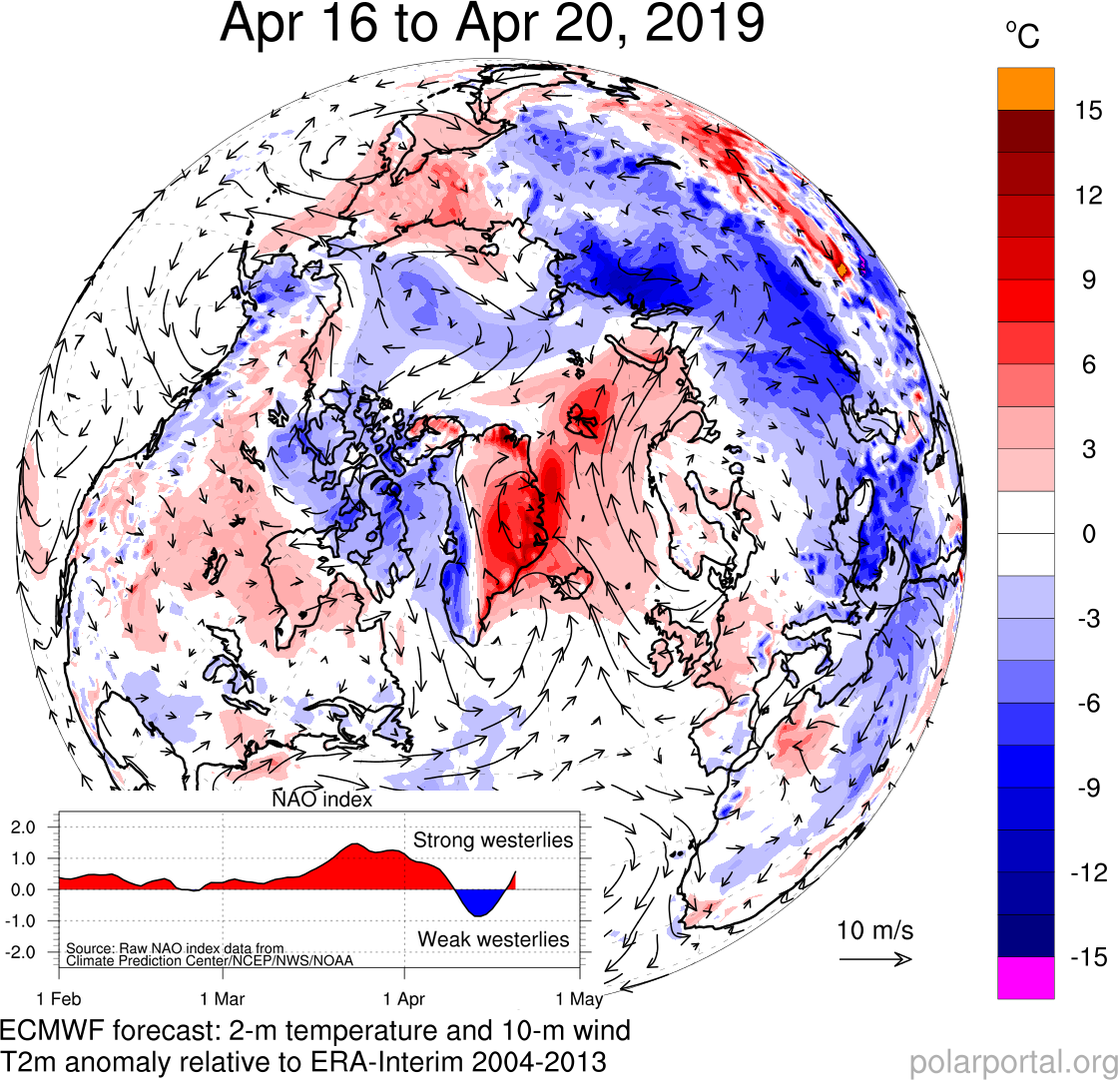 Apr 16 to Apr 20, 2019
°C
15
12
9
6
3
0
-3
-6
-9
-12
-15
NAO index
2.0
1.0
0.0
-1.0
-2.0
Strong westerlies
Weak westerlies
Source: Raw NAO index data from
Climate Prediction Center/NCEP/NWS/NOAA
1 Feb
1 Mar
1 Apr
1 May
10 m/s
ECMWF forecast: 2-m temperature and 10-m wind
T2m anomaly relative to ERA-Interim 2004-2013
polarportal.org